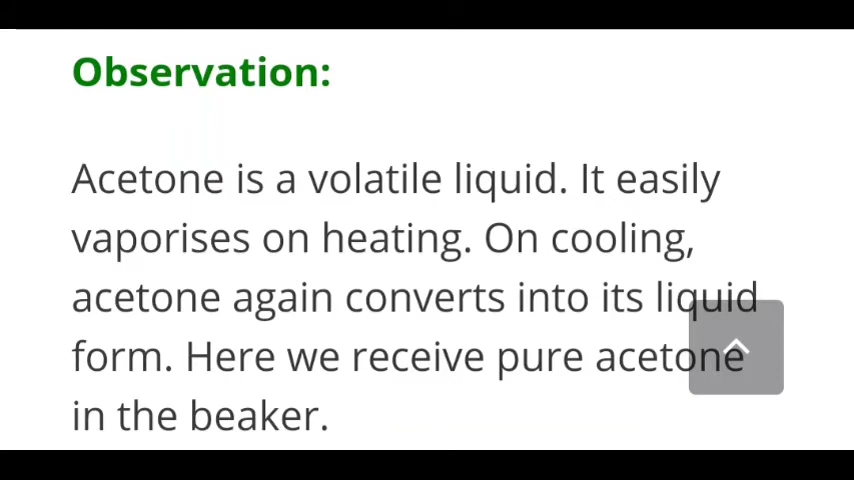 Observation:
Acetone is a volatile liquid. It easily
vaporises on heating. On cooling,
acetone again converts into its liquid
form. Here we receive pure acetone
in the beaker.